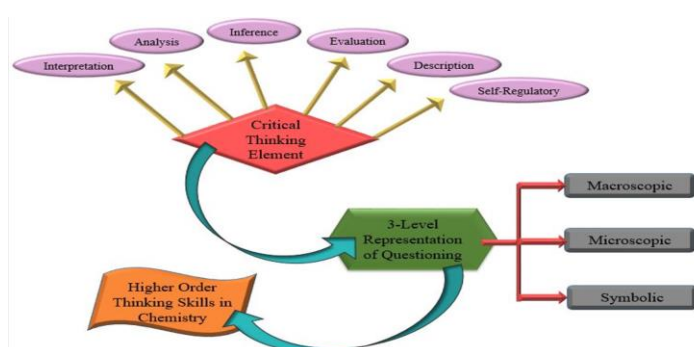 Inference
Analysis
Evaluation
Interpretation
Description
Self-Regulatory
Critical
Thinking
Element
Macroscopic
3-Level
Representation
of Questioning
Microscopic
Higher Order
Thinking Skills in
Chemistry
Symbolic